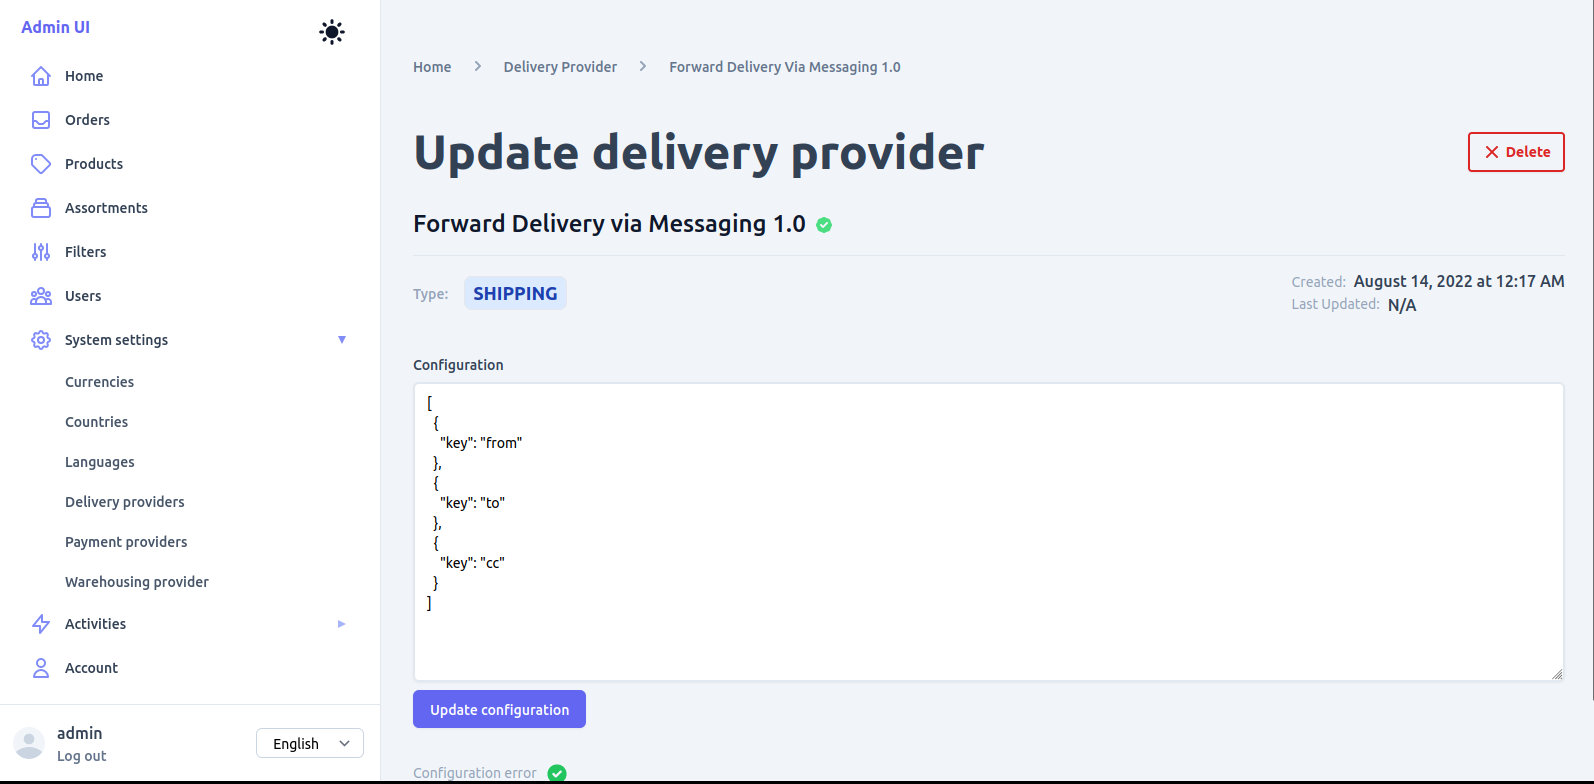 Admin UI
Home
Orders
Products
Assortments
Filters
Users
System settings
Currencies
Countries
Languages
Delivery providers
Payment providers
Warehousing provider
Activities
Account
admin
Log out
English
Home > Delivery Provider > Forward Delivery Via Messaging 1.0
Update delivery provider
Delete
Forward Delivery via Messaging 1.0
Type: SHIPPING
Created: August 14, 2022 at 12:17 AM
Last Updated: N/A
Configuration
[
{
"key": "from"
},
{
"key": "to"
},
{
"key": "cc"
}
]
Update configuration
Configuration error